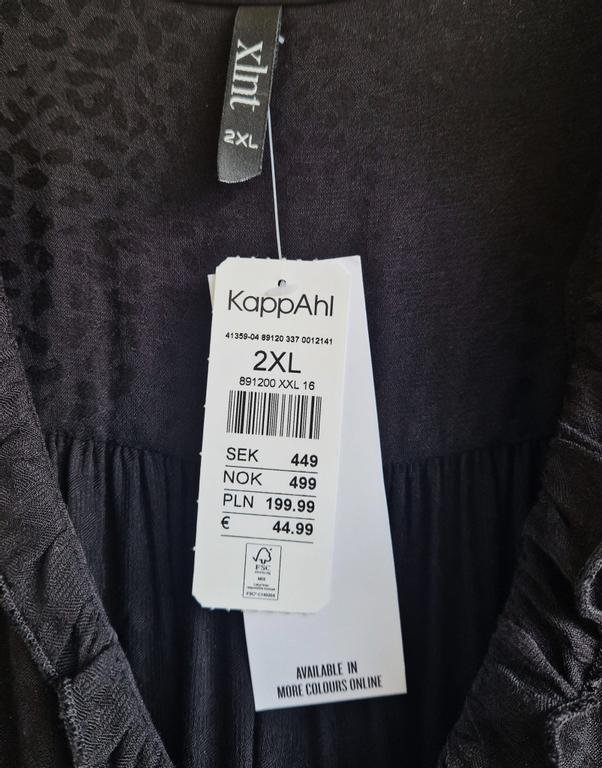 xlnt
2XL
KappAhl
41359-04 89120 337 0012141
2XL
891200 XXL 16
SEK 449
NOK 499
PLN 199.99
€ 44.99
FSC
MIX
AVAILABLE IN
MORE COLOURS ONLINE